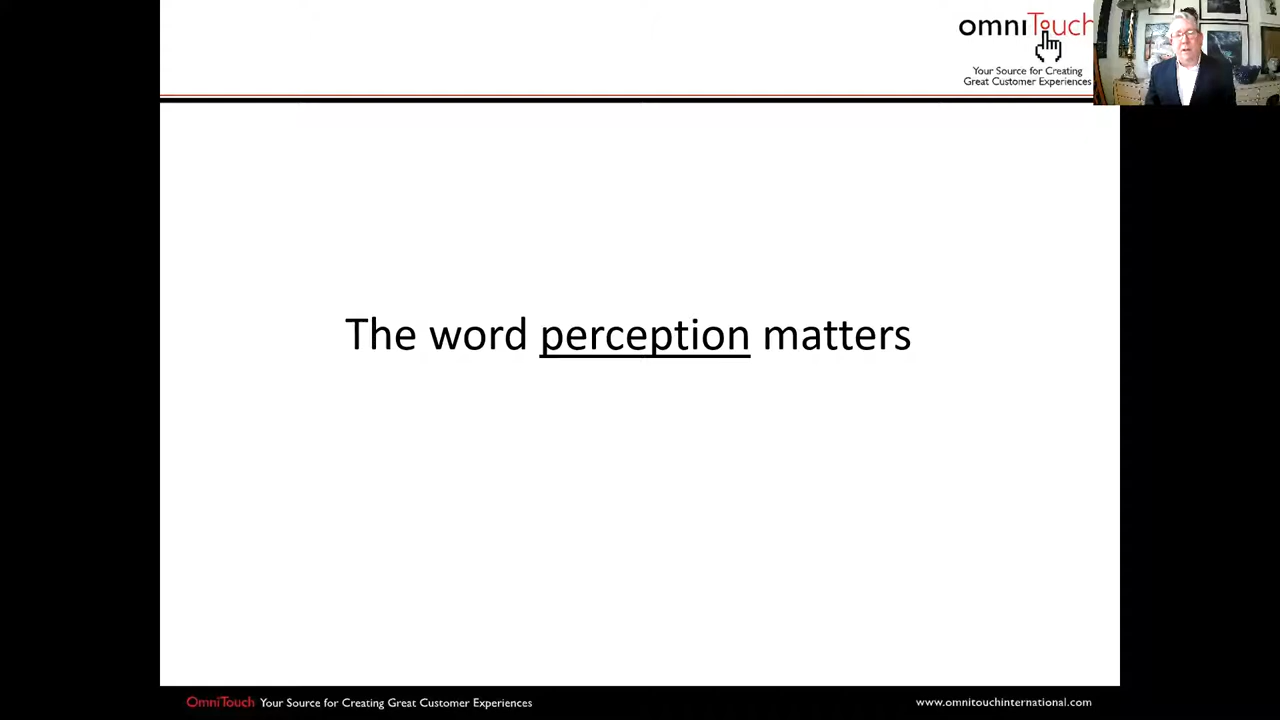 omniTouch
Your Source for Creating
Great Customer Experiences
The word perception matters
OmniTouch Your Source for Creating Great Customer Experiences
www.omnitouchinternational.com